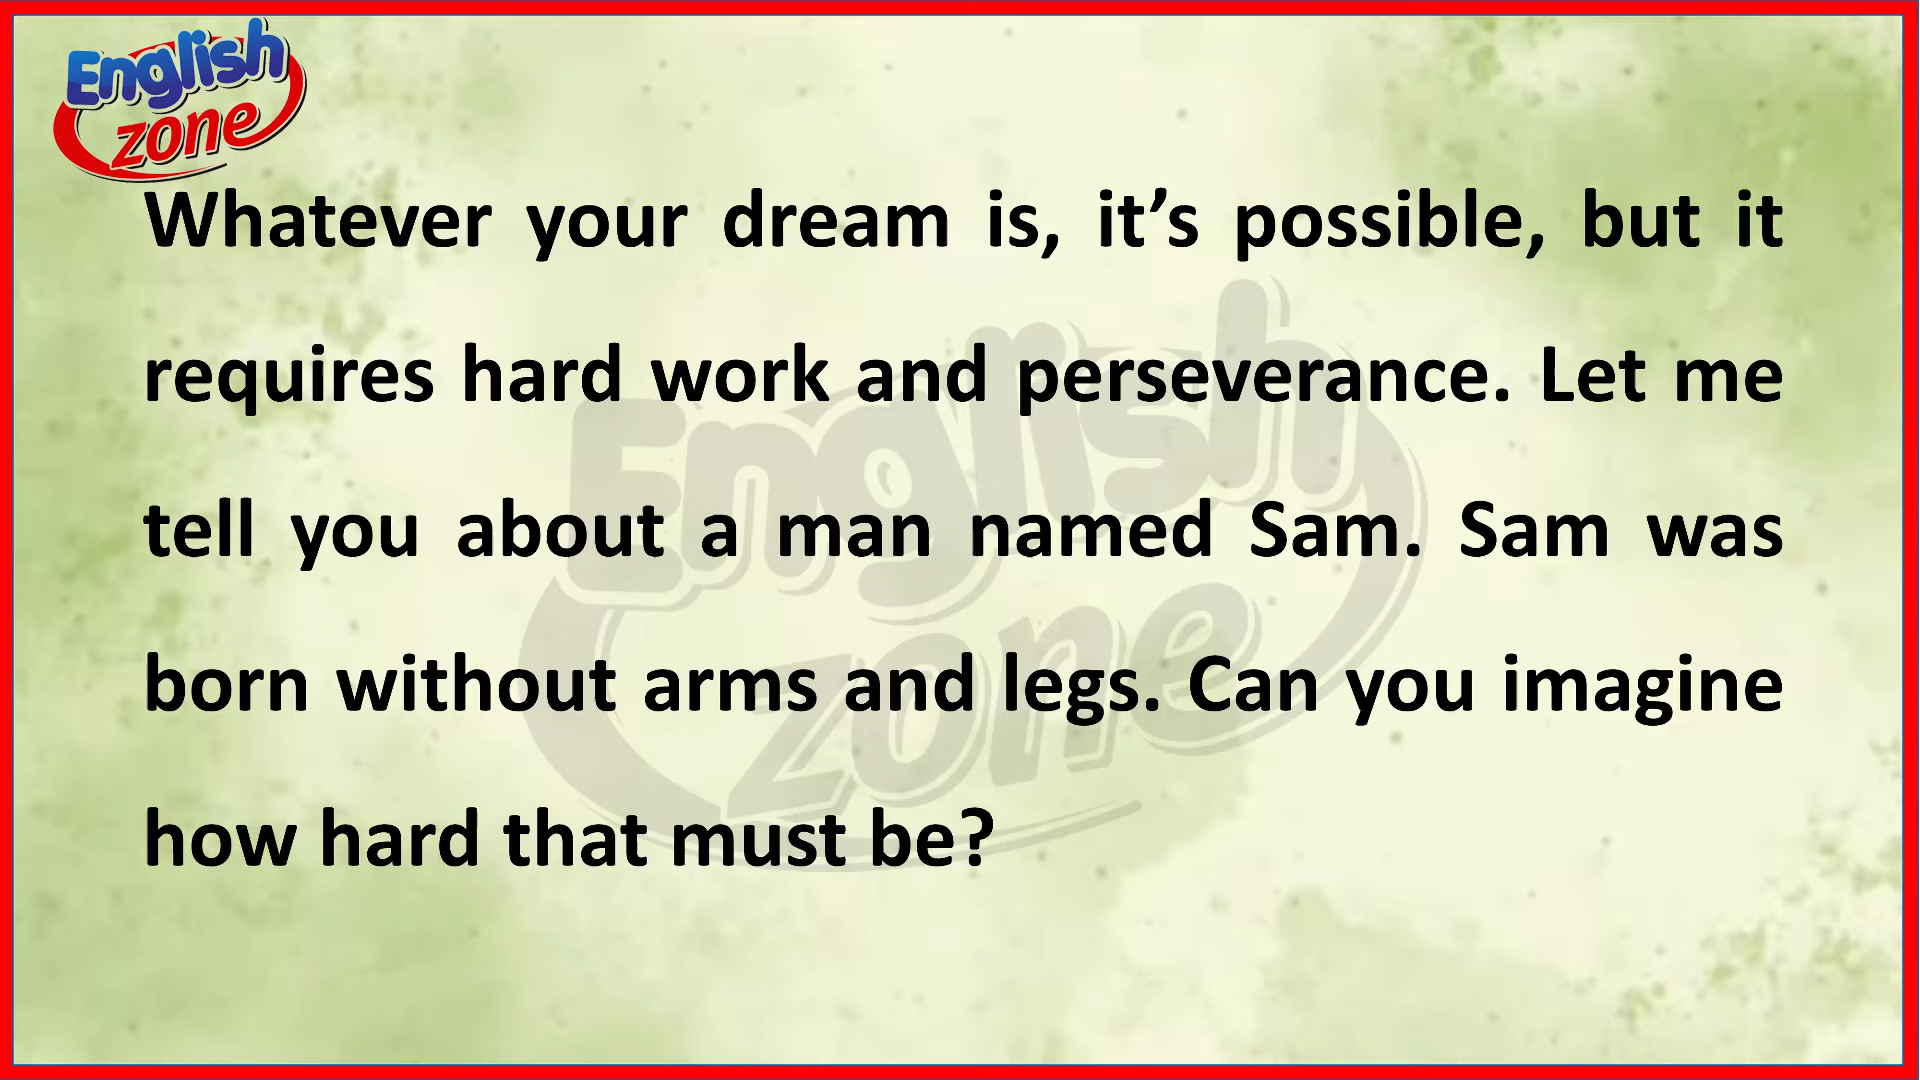 English
zone
Whatever your dream is, it’s possible, but it
requires hard work and perseverance. Let me
tell you about a man named Sam. Sam was
born without arms and legs. Can you imagine
how hard that must be?
English
zone